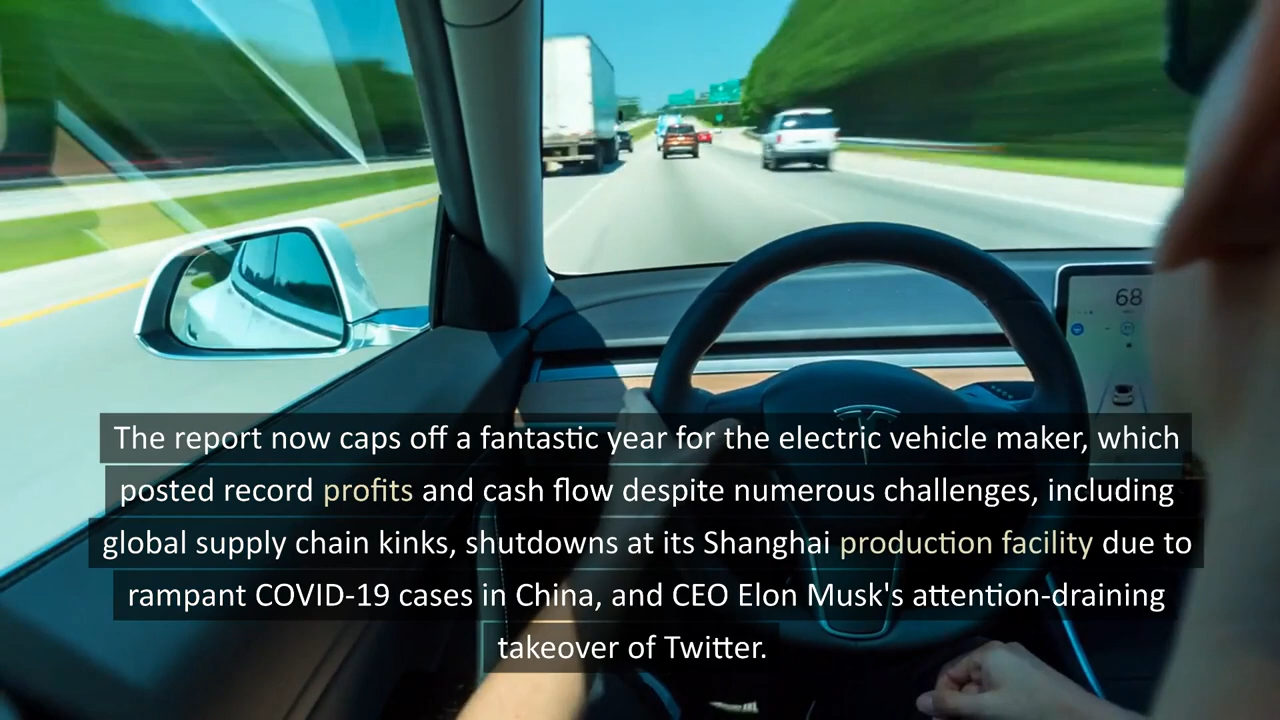 68
The report now caps off a fantastic year for the electric vehicle maker, which
posted record profits and cash flow despite numerous challenges, including
global supply chain kinks, shutdowns at its Shanghai production facility due to
rampant COVID-19 cases in China, and CEO Elon Musk's attention-draining
takeover of Twitter.